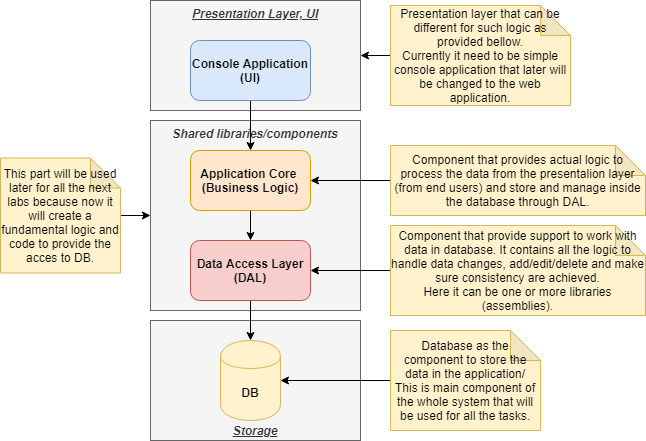 Presentation Layer, UI
Console Application
(UI)
Presentation layer that can be
different for such logic as
provided bellow.
Currently it need to be simple
console application that later will
be changed to the web
application.
Shared libraries/components
Application Core
(Business Logic)
Component that provides actual logic to
process the data from the presentation layer
(from end users) and store and manage inside
the database through DAL.
This part will be used
later for all the next
labs because now it
will create a
fundamental logic and
code to provide the
acces to DB.
Data Access Layer
(DAL)
Component that provide support to work with
data in database. It contains all the logic to
handle data changes, add/edit/delete and make
sure consistency are achieved.
Here it can be one or more libraries
(assemblies).
DB
Storage
Database as the
component to store the
data in the application/
This is main component of
the whole system that will
be used for all the tasks.